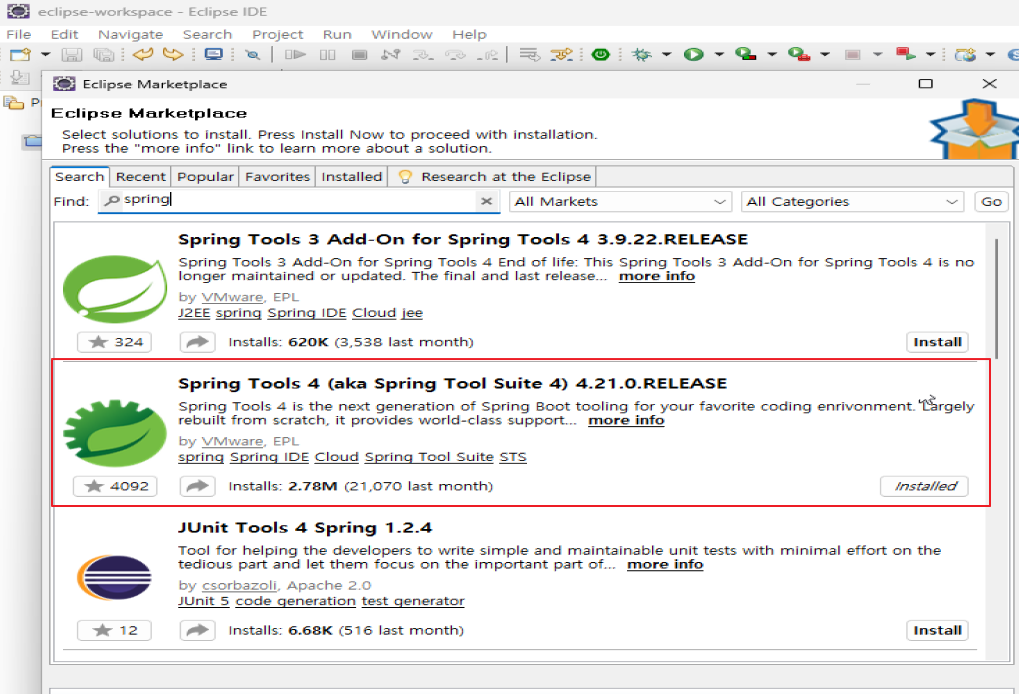 eclipse-workspace - Eclipse IDE
File Edit Navigate Search Project Run Window Help
Eclipse Marketplace
Eclipse Marketplace
Select solutions to install. Press Install Now to proceed with installation.
Press the "more info" link to learn more about a solution.
Search Recent Popular Favorites Installed Research at the Eclipse
Find: spring All Markets All Categories Go
Spring Tools 3 Add-On for Spring Tools 4 3.9.22.RELEASE
Spring Tools 3 Add-On for Spring Tools 4 End of life: This Spring Tools 3 Add-On for Spring Tools 4 is no
longer maintained or updated. The final and last release... more info
by VMware, EPL
J2EE spring Spring IDE Cloud jee
324 Installs: 620K (3,538 last month) Install
Spring Tools 4 (aka Spring Tool Suite 4) 4.21.0.RELEASE
Spring Tools 4 is the next generation of Spring Boot tooling for your favorite coding enrivonment. Largely
rebuilt from scratch, it provides world-class support... more info
by VMware, EPL
spring Spring IDE Cloud Spring Tool Suite STS
4092 Installs: 2.78M (21,070 last month) Installed
JUnit Tools 4 Spring 1.2.4
Tool for helping the developers to write simple and maintainable unit tests with minimal effort on the
tedious part and let them focus on the important part of... more info
by csorbazoli, Apache 2.0
JUnit 5 code generation test generator
12 Installs: 6.68K (516 last month) Install